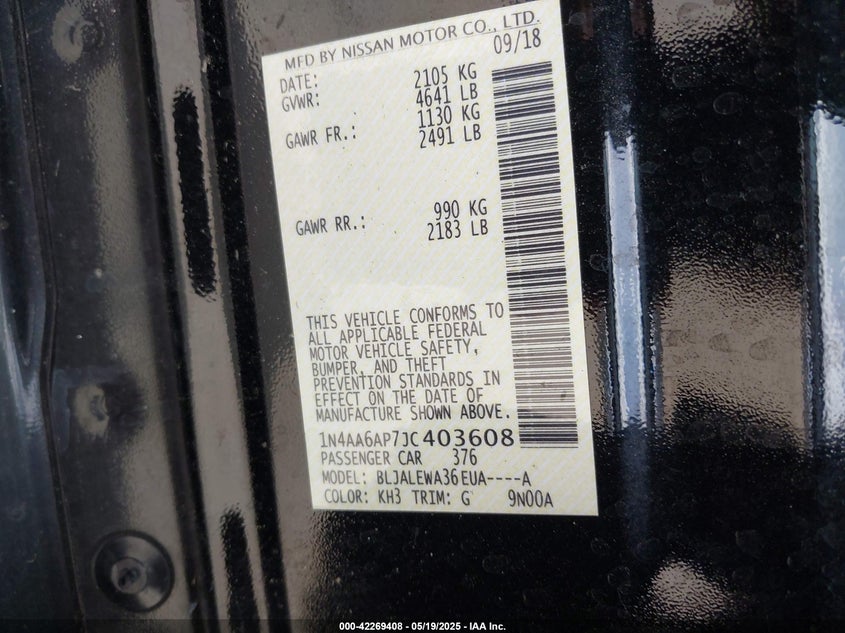 MFD BY NISSAN MOTOR CO., LTD.
DATE: 09/18
GVWR: 2105 KG
4641 LB
GAWR FR.: 1130 KG
2491 LB
GAWR RR.: 990 KG
2183 LB
THIS VEHICLE CONFORMS TO
ALL APPLICABLE FEDERAL
MOTOR VEHICLE SAFETY,
BUMPER, AND THEFT
PREVENTION STANDARDS IN
EFFECT ON THE DATE OF
MANUFACTURE SHOWN ABOVE.
1N4AA6AP7JC403608
PASSENGER CAR 376
MODEL: BLJALEWA36EUA----A
COLOR: KH3 TRIM: G 9N00A
000-42269408 - 05/19/2025 - IAA Inc.